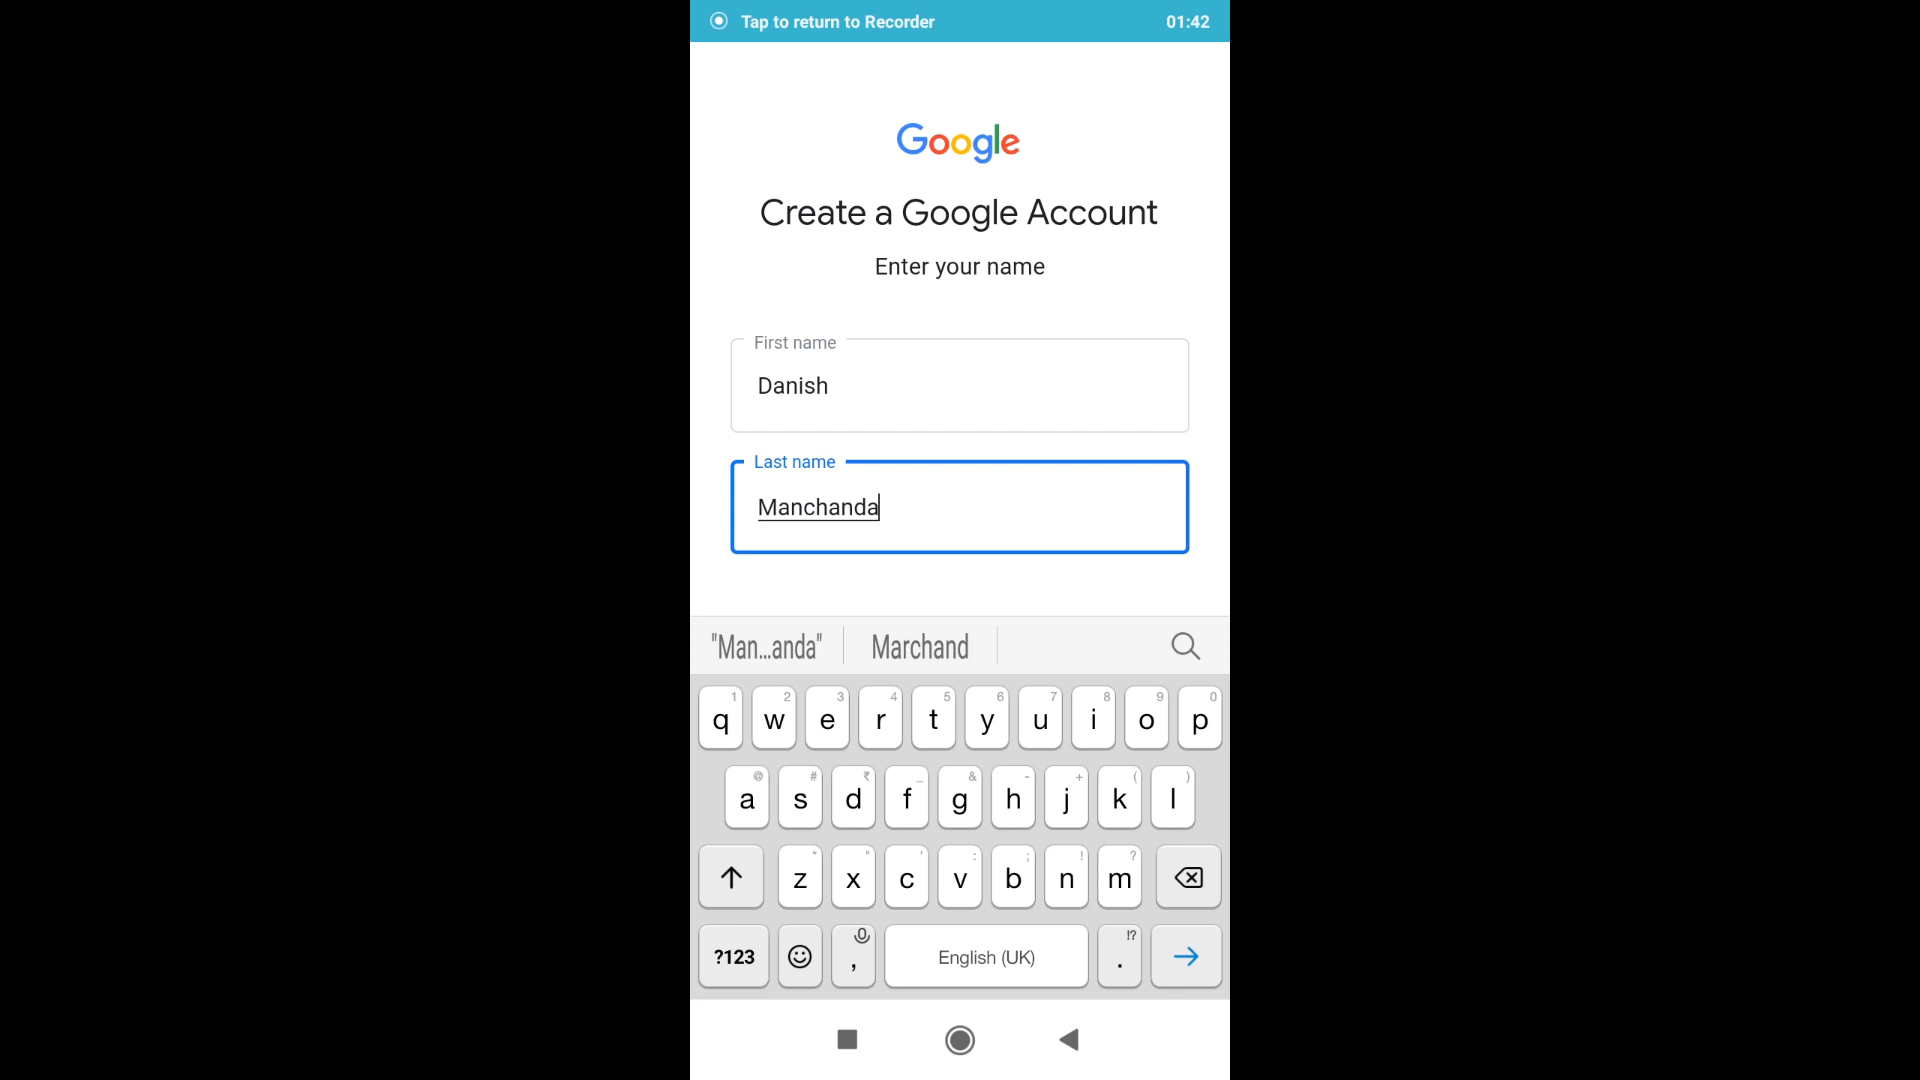 Tap to return to Recorder 01:42
Google
Create a Google Account
Enter your name
First name
Danish
Last name
Manchanda
"Man...anda" Marchand
1 2 3 4 5 6 7 8 9 0
q w e r t y u i o p
@ # ₹ _ & - + ( )
a s d f g h j k l
* " ' : ; ! ?
z x c v b n m
!?
?123 , English (UK) .